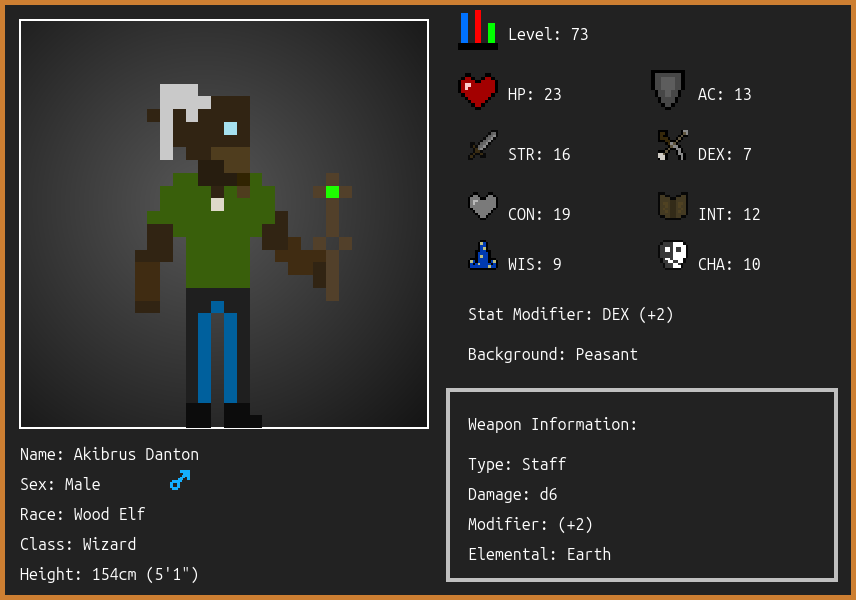 Level: 73
HP: 23
AC: 13
STR: 16
DEX: 7
CON: 19
INT: 12
WIS: 9
CHA: 10
Stat Modifier: DEX (+2)
Background: Peasant
Weapon Information:
Type: Staff
Damage: d6
Modifier: (+2)
Elemental: Earth
Name: Akibrus Danton
Sex: Male
Race: Wood Elf
Class: Wizard
Height: 154cm (5'1")